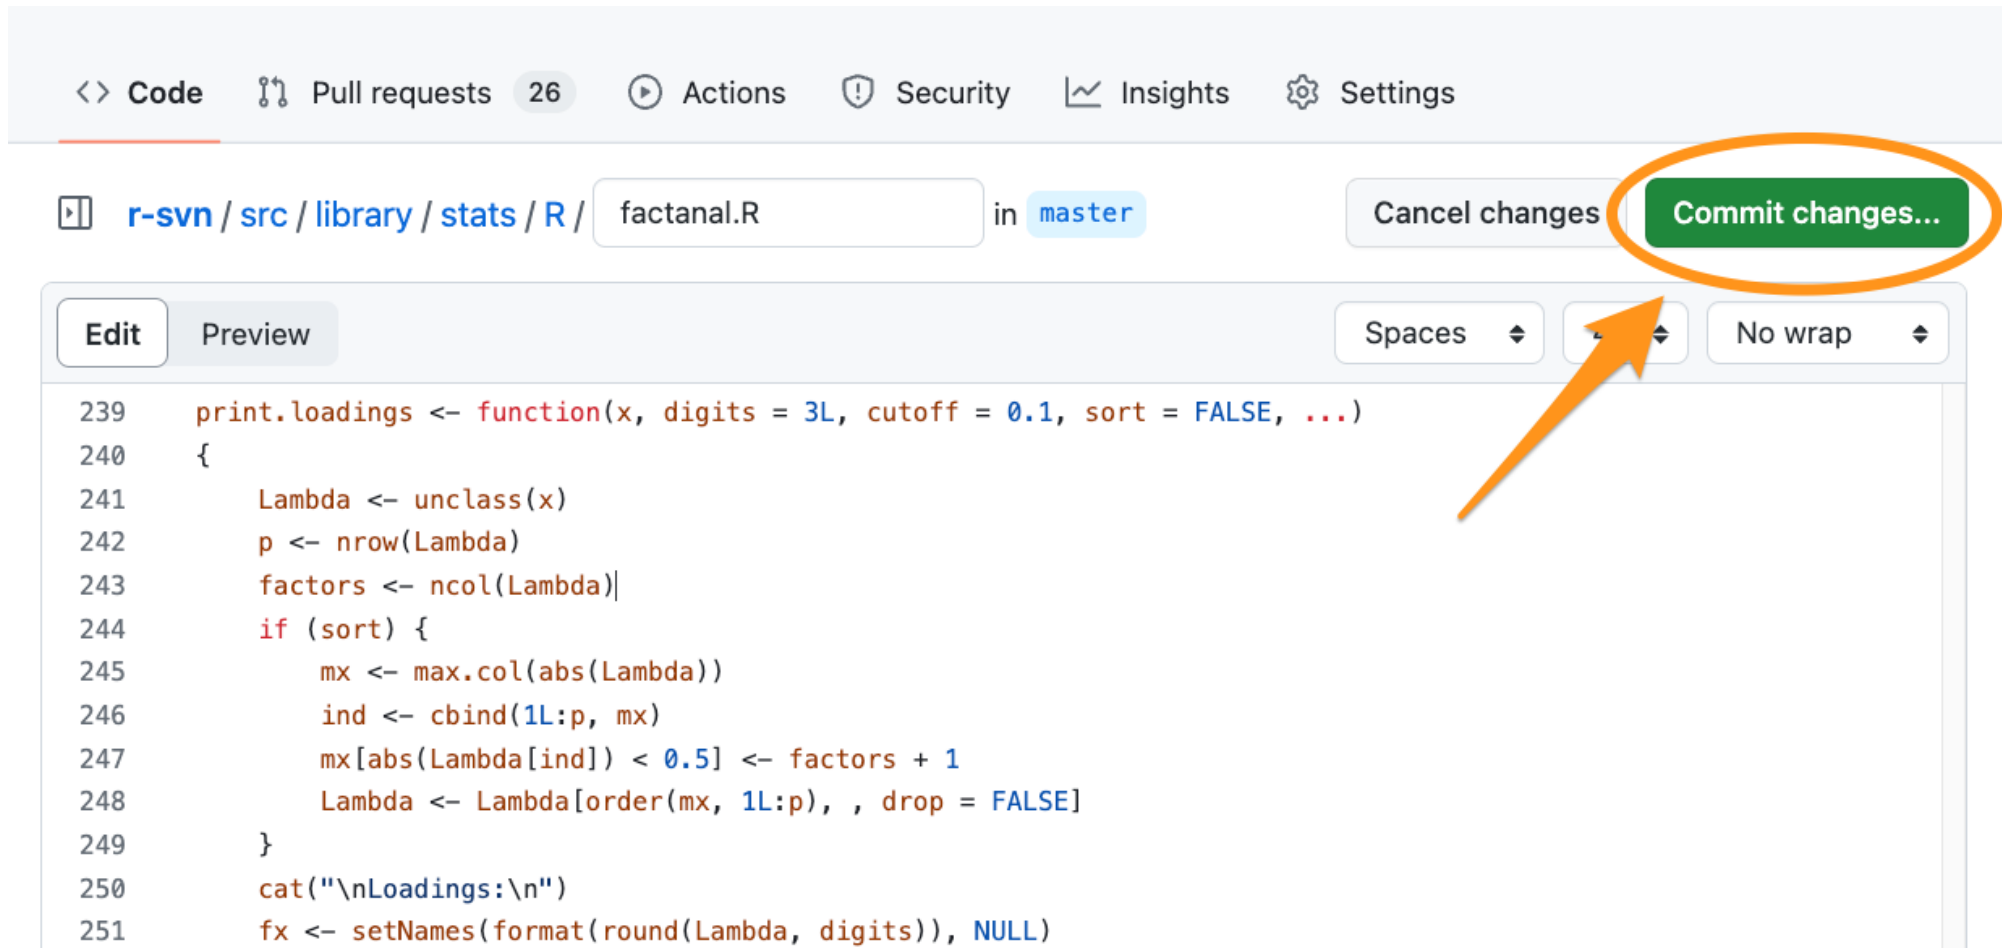 Code Pull requests 26 Actions Security Insights Settings
r-svn / src / library / stats / R / factanal.R in master Cancel changes Commit changes...
Edit Preview Spaces No wrap
239 print.loadings <- function(x, digits = 3L, cutoff = 0.1, sort = FALSE, ...)
240 {
241 Lambda <- unclass(x)
242 p <- nrow(Lambda)
243 factors <- ncol(Lambda)
244 if (sort) {
245 mx <- max.col(abs(Lambda))
246 ind <- cbind(1L:p, mx)
247 mx[abs(Lambda[ind]) < 0.5] <- factors + 1
248 Lambda <- Lambda[order(mx, 1L:p), , drop = FALSE]
249 }
250 cat("\nLoadings:\n")
251 fx <- setNames(format(round(Lambda, digits)), NULL)